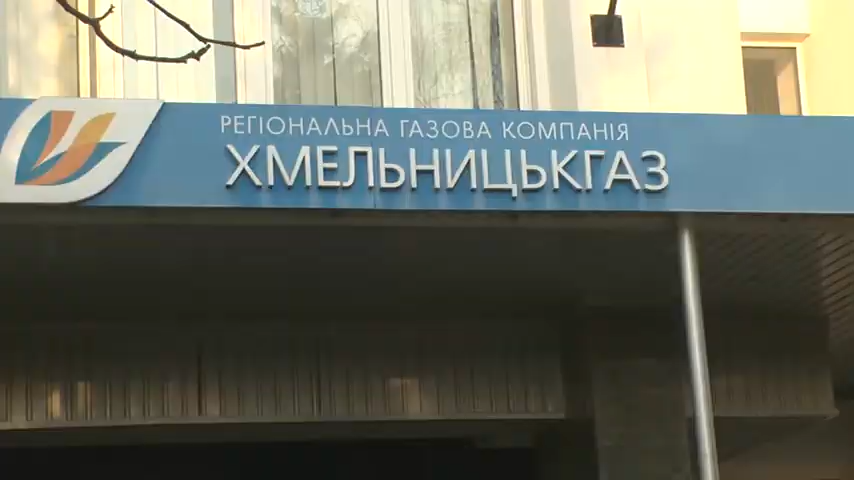 РЕГІОНАЛЬНА ГАЗОВА КОМПАНІЯ
ХМЕЛЬНИЦЬКГАЗ